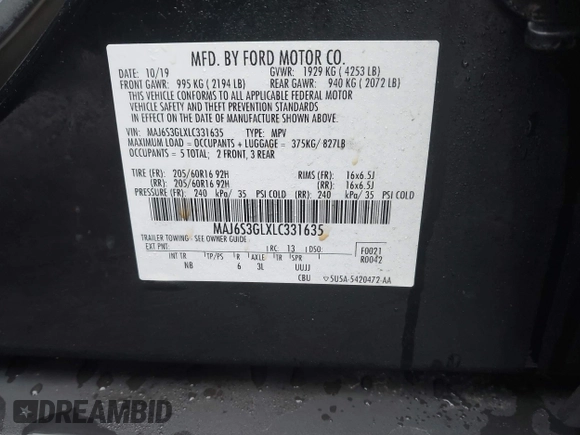 MFD. BY FORD MOTOR CO.
DATE: 10/19 GVWR: 1929 KG ( 4253 LB)
FRONT GAWR: 995 KG ( 2194 LB) REAR GAWR: 940 KG ( 2072 LB)
THIS VEHICLE CONFORMS TO ALL APPLICABLE FEDERAL MOTOR
VEHICLE SAFETY AND THEFT PREVENTION STANDARDS
IN EFFECT ON THE DATE OF MANUFACTURE SHOWN ABOVE.
VIN: MAJ6S3GLXLC331635 TYPE: MPV
MAXIMUM LOAD = OCCUPANTS + LUGGAGE = 375KG/ 827LB
OCCUPANTS = 5 TOTAL; 2 FRONT, 3 REAR
TIRE (FR): 205/60R16 92H RIMS (FR): 16x6.5J
(RR): 205/60R16 92H (RR): 16x6.5J
PRESSURE (FR): 240 kPa/ 35 PSI COLD (RR): 240 kPa/ 35 PSI COLD
MAJ6S3GLXLC331635
TRAILER TOWING- SEE OWNER GUIDE
EXT PNT: RC: 13 DSO: F0021
R0042
INT TR TP/PS R AXLE TR SPR
NB 6 3L UUJJ
CBU 5U5A-5420472-AA
DREAMBID